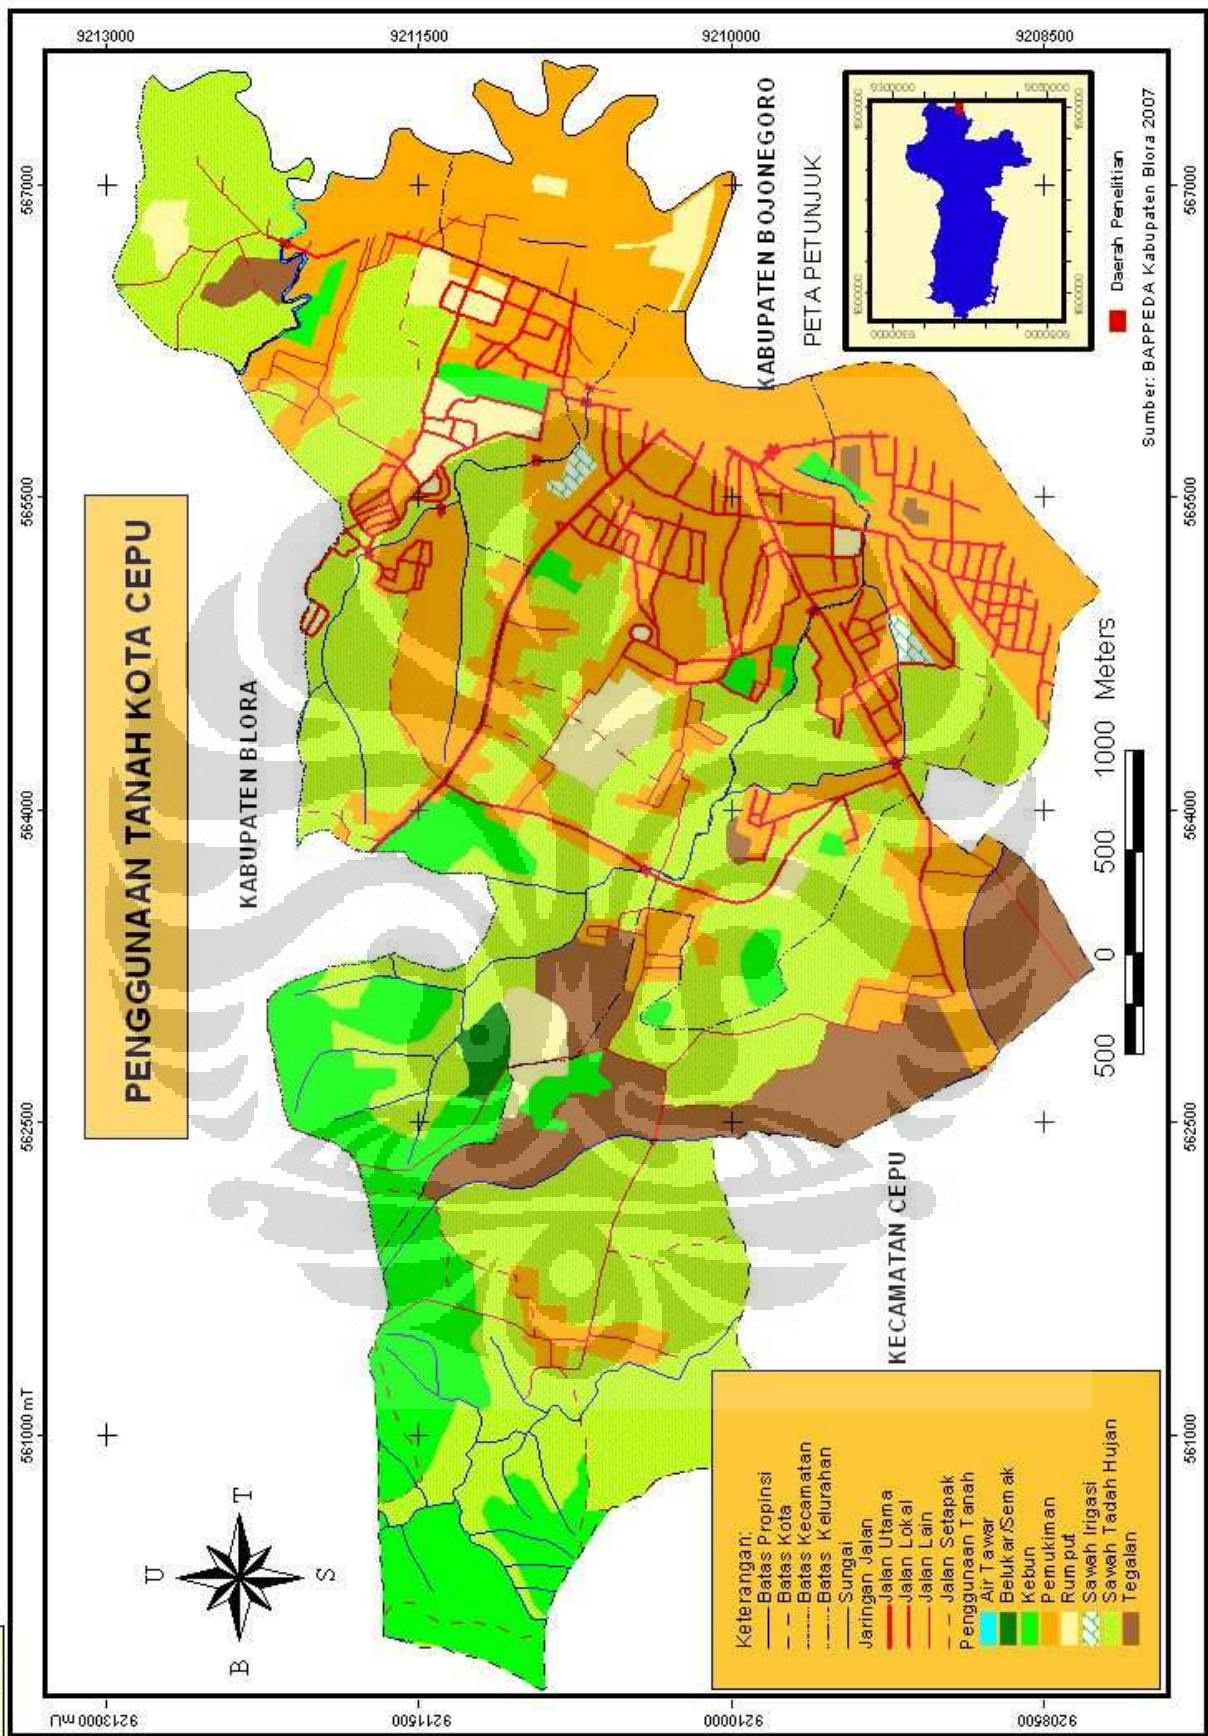 PENGGUNAAN TANAH KOTA CEPU
561000 mT
562500
564000
565500
567000
9213000
9211500
9210000
9208500
9213000 mU
9211500
9210000
9208500
561000
562500
564000
565500
567000
U
B
T
S
KABUPATEN BLORA
KABUPATEN BOJONEGORO
KECAMATAN CEPU
500
0
500
1000 Meters
PETA PETUNJUK
Daerah Penelitian
Sumber: BAPPEDA Kabupaten Blora 2007
Keterangan:
Batas Propinsi
Batas Kota
Batas Kecamatan
Batas Kelurahan
Sungai
Jaringan Jalan
Jalan Utama
Jalan Lokal
Jalan Lain
Jalan Setapak
Penggunaan Tanah
Air Tawar
Belukar/Semak
Kebun
Pemukiman
Rumput
Sawah Irigasi
Sawah Tadah Hujan
Tegalan